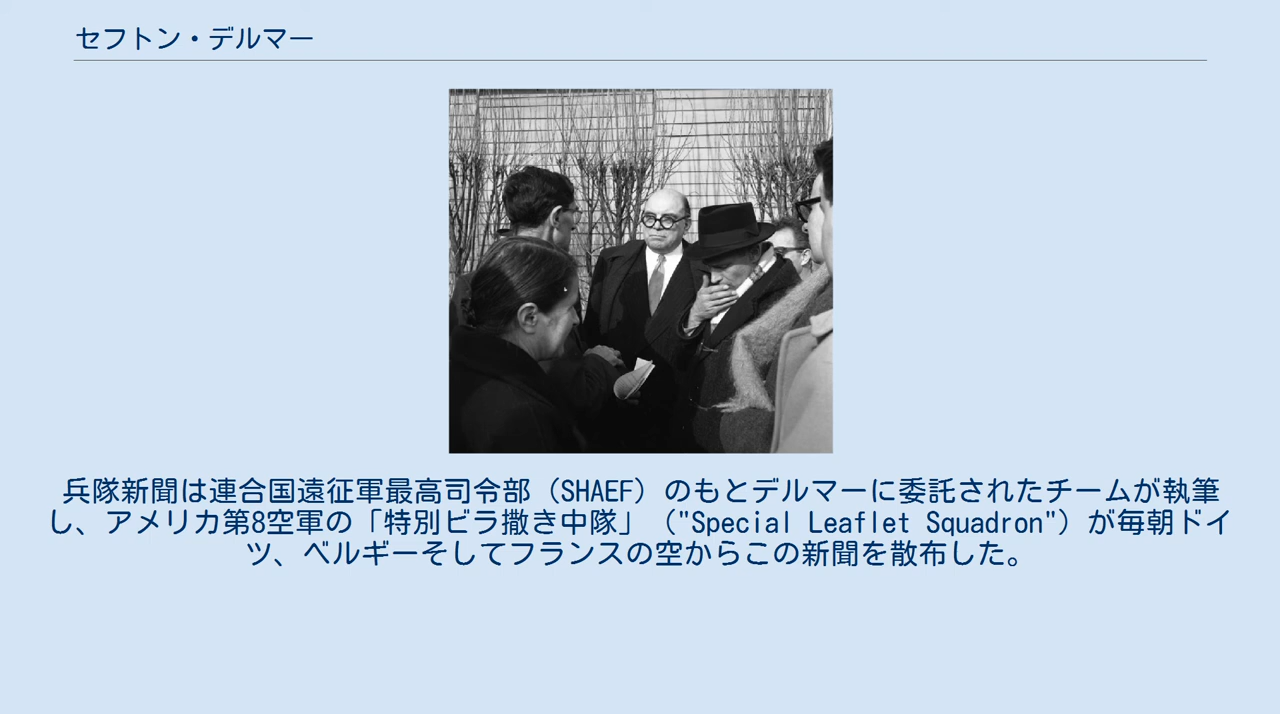 セフトン・デルマー
兵隊新聞は連合国遠征軍最高司令部（SHAEF）のもとデルマーに委託されたチームが執筆
し、アメリカ第8空軍の「特別ビラ撒き中隊」（"Special Leaflet Squadron"）が毎朝ドイ
ツ、ベルギーそしてフランスの空からこの新聞を散布した。